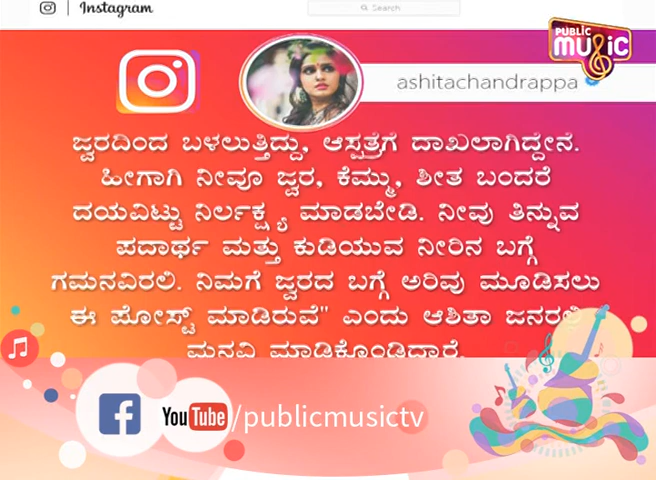 Instagram
Search
PUBLIC
music
ashitachandrappa
ಜ್ವರದಿಂದ ಬಳಲುತ್ತಿದ್ದು, ಆಸ್ಪತ್ರೆಗೆ ದಾಖಲಾಗಿದ್ದೇನೆ.
ಹೀಗಾಗಿ ನೀವೂ ಜ್ವರ, ಕೆಮ್ಮು, ಶೀತ ಬಂದರೆ
ದಯವಿಟ್ಟು ನಿರ್ಲಕ್ಷ್ಯ ಮಾಡಬೇಡಿ. ನೀವು ತಿನ್ನುವ
ಪದಾರ್ಥ ಮತ್ತು ಕುಡಿಯುವ ನೀರಿನ ಬಗ್ಗೆ
ಗಮನವಿರಲಿ. ನಿಮಗೆ ಜ್ವರದ ಬಗ್ಗೆ ಅರಿವು ಮೂಡಿಸಲು
ಈ ಪೋಸ್ಟ್ ಮಾಡಿರುವೆ" ಎಂದು ಆಶಿತಾ ಜನರಲ್ಲಿ
ಮನವಿ ಮಾಡಿಕೊಂಡಿದ್ದಾರೆ.
f YouTube /publicmusictv